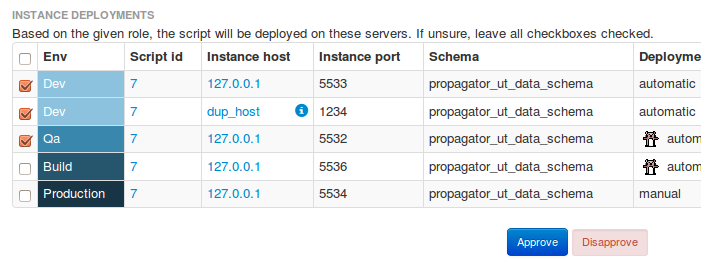 INSTANCE DEPLOYMENTS
Based on the given role, the script will be deployed on these servers. If unsure, leave all checkboxes checked.
Env Script id Instance host Instance port Schema Deployme
Dev 7 127.0.0.1 5533 propagator_ut_data_schema automatic
Dev 7 dup_host 1234 propagator_ut_data_schema automatic
Qa 7 127.0.0.1 5532 propagator_ut_data_schema autom
Build 7 127.0.0.1 5536 propagator_ut_data_schema autom
Production 7 127.0.0.1 5534 propagator_ut_data_schema manual
Approve Disapprove